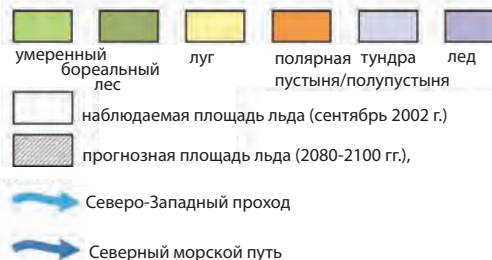 умеренный бореальный лес луг полярная пустыня/полупустыня тундра лед
наблюдаемая площадь льда (сентябрь 2002 г.)
прогнозная площадь льда (2080-2100 гг.),
Северо-Западный проход
Северный морской путь